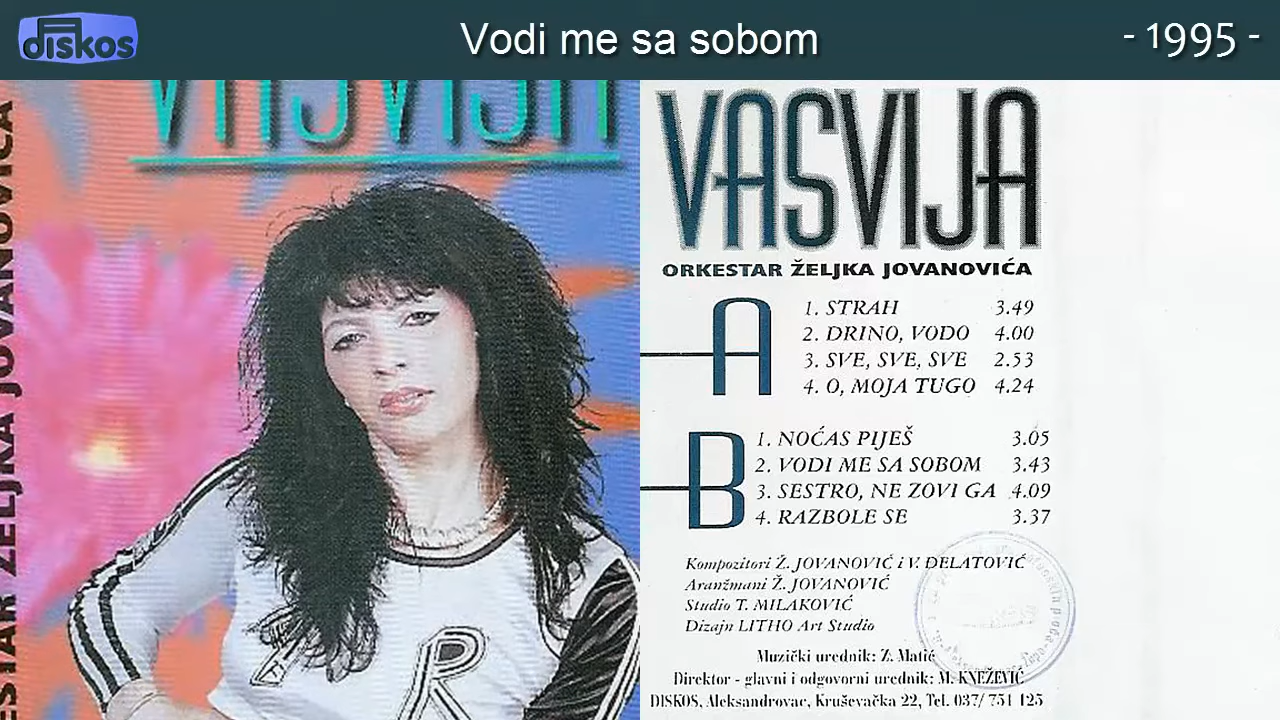 diskos
Vodi me sa sobom
- 1995 -
VASVIJA
ORKESTAR ŽELJKA JOVANOVIĆA
VASVIJA
ORKESTAR ŽELJKA JOVANOVIĆA
A
1. STRAH 3.49
2. DRINO, VODO 4.00
3. SVE, SVE, SVE 2.53
4. O, MOJA TUGO 4.24
B
1. NOĆAS PIJEŠ 3.05
2. VODI ME SA SOBOM 3.43
3. SESTRO, NE ZOVI GA 4.09
4. RAZBOLE SE 3.37
Kompozitori Ž. JOVANOVIĆ i V. ĐELATOVIĆ
Aranžmani Ž. JOVANOVIĆ
Studio T. MILAKOVIĆ
Dizajn LITHO Art Studio
Muzički urednik: Z. Matić
Direktor - glavni i odgovorni urednik: M. KNEŽEVIĆ
DISKOS, Aleksandrovac, Kruševačka 22, Tel. 037/ 751 125